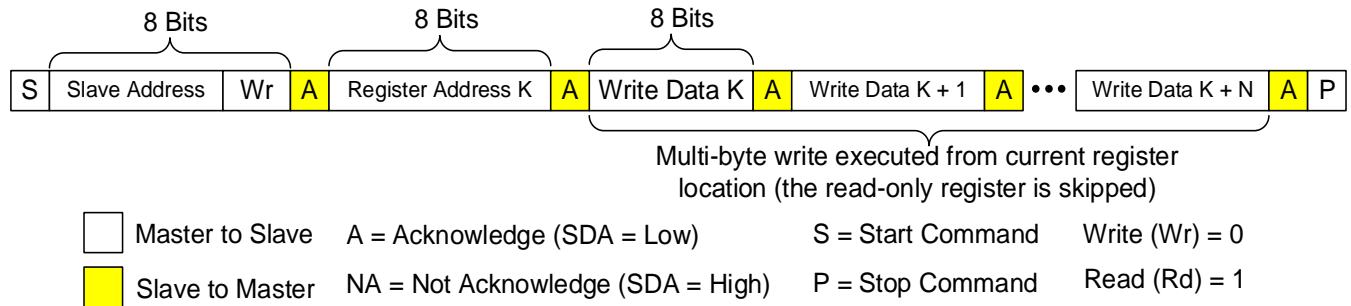 8 Bits 8 Bits 8 Bits
S Slave Address Wr A Register Address K A Write Data K A Write Data K + 1 A ••• Write Data K + N A P
Multi-byte write executed from current register
location (the read-only register is skipped)
Master to Slave A = Acknowledge (SDA = Low) S = Start Command Write (Wr) = 0
Slave to Master NA = Not Acknowledge (SDA = High) P = Stop Command Read (Rd) = 1